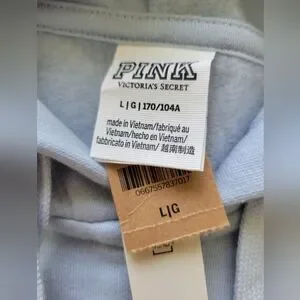 PINK
VICTORIA'S SECRET
L | G | 170/104A
made in Vietnam/fabriqué au
Vietnam/hecho en Vietnam/
fabbricato in Vietnam/ 越南制造
L|G